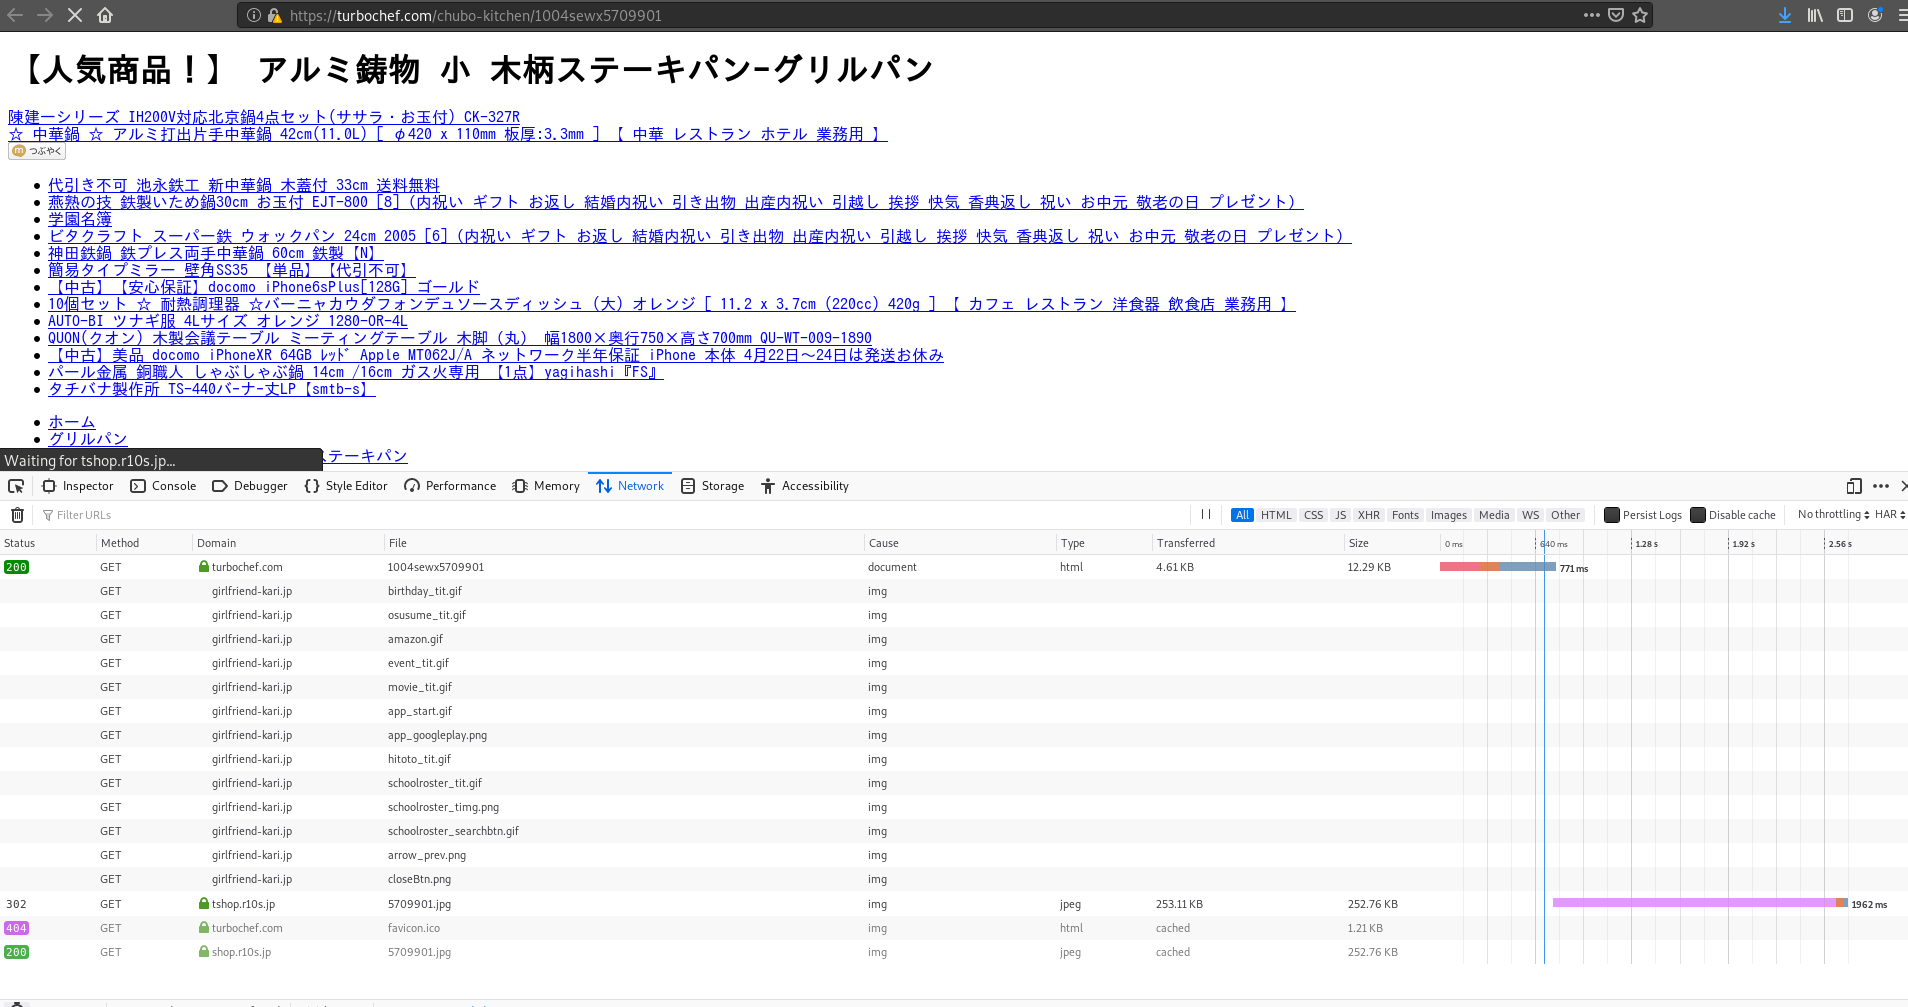 https://turbochef.com/chubo-kitchen/1004sewx5709901
【人気商品！】 アルミ鋳物 小 木柄ステーキパン-グリルパン
陳建一シリーズ IH200V対応北京鍋4点セット(ササラ・お玉付) CK-327R
☆ 中華鍋 ☆ アルミ打出片手中華鍋 42cm(11.0L) [ φ420 x 110mm 板厚:3.3mm ] 【 中華 レストラン ホテル 業務用 】
つぶやく
代引き不可 池永鉄工 新中華鍋 木蓋付 33cm 送料無料
燕熟の技 鉄製いため鍋30cm お玉付 EJT-800 [8] (内祝い ギフト お返し 結婚内祝い 引き出物 出産内祝い 引越し 挨拶 快気 香典返し 祝い お中元 敬老の日 プレゼント)
学園名簿
ビタクラフト スーパー鉄 ウォックパン 24cm 2005 [6] (内祝い ギフト お返し 結婚内祝い 引き出物 出産内祝い 引越し 挨拶 快気 香典返し 祝い お中元 敬老の日 プレゼント)
神田鉄鍋 鉄プレス両手中華鍋 60cm 鉄製【N】
簡易タイプミラー 壁角SS35 【単品】【代引不可】
【中古】【安心保証】docomo iPhone6sPlus[128G] ゴールド
10個セット ☆ 耐熱調理器 ☆バーニャカウダフォンデュソースディッシュ (大) オレンジ [ 11.2 x 3.7cm (220cc) 420g ] 【 カフェ レストラン 洋食器 飲食店 業務用 】
AUTO-BI ツナギ服 4Lサイズ オレンジ 1280-OR-4L
QUON(クオン) 木製会議テーブル ミーティングテーブル 木脚（丸） 幅1800×奥行750×高さ700mm QU-WT-009-1890
【中古】美品 docomo iPhoneXR 64GB ﾚｯﾄﾞ Apple MT062J/A ネットワーク半年保証 iPhone 本体 4月22日～24日は発送お休み
パール金属 銅職人 しゃぶしゃぶ鍋 14cm /16cm ガス火専用 【1点】yagihashi『FS』
タチバナ製作所 TS-440バーナー丈LP【smtb-s】
ホーム
グリルパン
ステーキパン
Waiting for tshop.r10s.jp…
Inspector Console Debugger Style Editor Performance Memory Network Storage Accessibility
Filter URLs All HTML CSS JS XHR Fonts Images Media WS Other Persist Logs Disable cache No throttling HAR
Status Method Domain File Cause Type Transferred Size 0 ms 640 ms 1.28 s 1.92 s 2.56 s
200 GET turbochef.com 1004sewx5709901 document html 4.61 KB 12.29 KB 771 ms
GET girlfriend-kari.jp birthday_tit.gif img
GET girlfriend-kari.jp osusume_tit.gif img
GET girlfriend-kari.jp amazon.gif img
GET girlfriend-kari.jp event_tit.gif img
GET girlfriend-kari.jp movie_tit.gif img
GET girlfriend-kari.jp app_start.gif img
GET girlfriend-kari.jp app_googleplay.png img
GET girlfriend-kari.jp hitoto_tit.gif img
GET girlfriend-kari.jp schoolroster_tit.gif img
GET girlfriend-kari.jp schoolroster_timg.png img
GET girlfriend-kari.jp schoolroster_searchbtn.gif img
GET girlfriend-kari.jp arrow_prev.png img
GET girlfriend-kari.jp closeBtn.png img
302 GET tshop.r10s.jp 5709901.jpg img jpeg 253.11 KB 252.76 KB 1962 ms
404 GET turbochef.com favicon.ico img html cached 1.21 KB
200 GET shop.r10s.jp 5709901.jpg img jpeg cached 252.76 KB